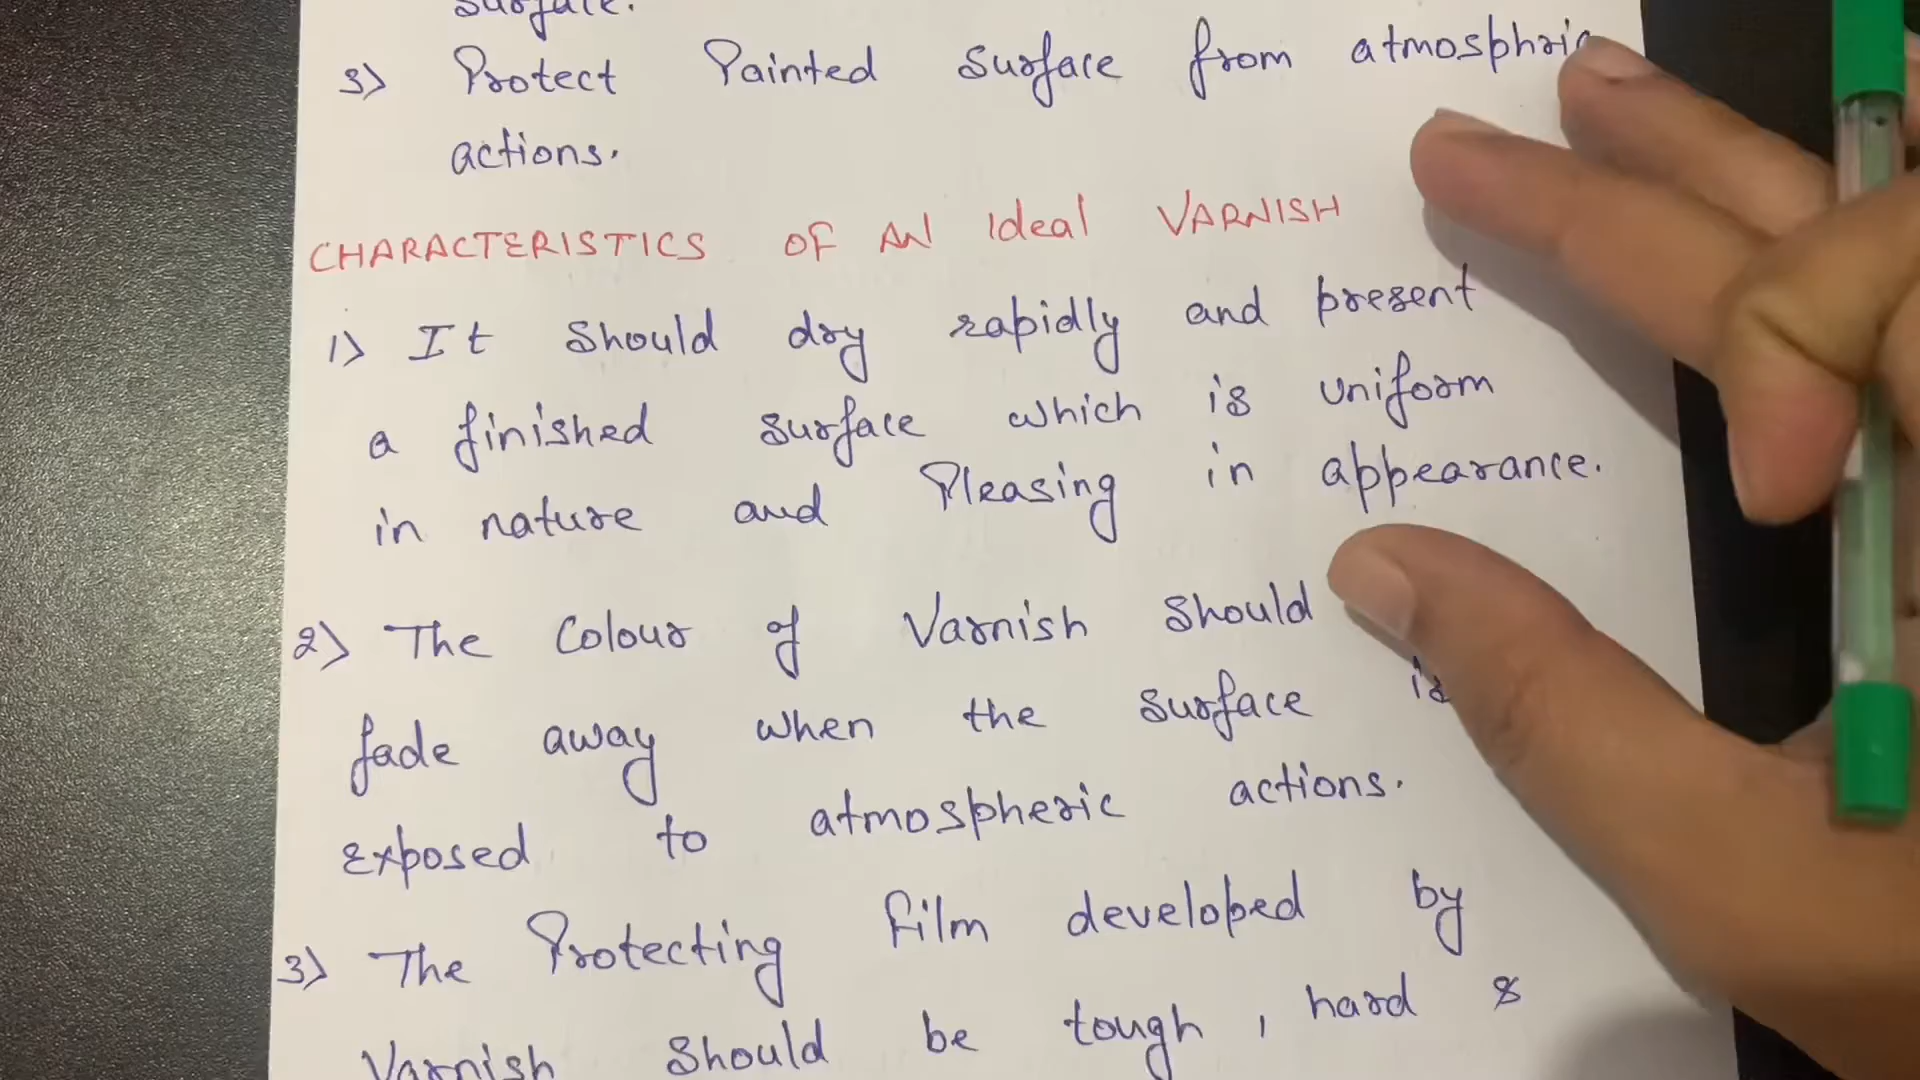 surface.
3) Protect Painted surface from atmosphric
actions.
CHARACTERISTICS OF AN Ideal VARNISH
1) It should dry rapidly and present
a finished surface which is uniform
in nature and Pleasing in appearance.
2) The Colour of Varnish should
fade away when the surface is
exposed to atmospheric actions.
3) The Protecting film developed by
Varnish should be tough, hard &